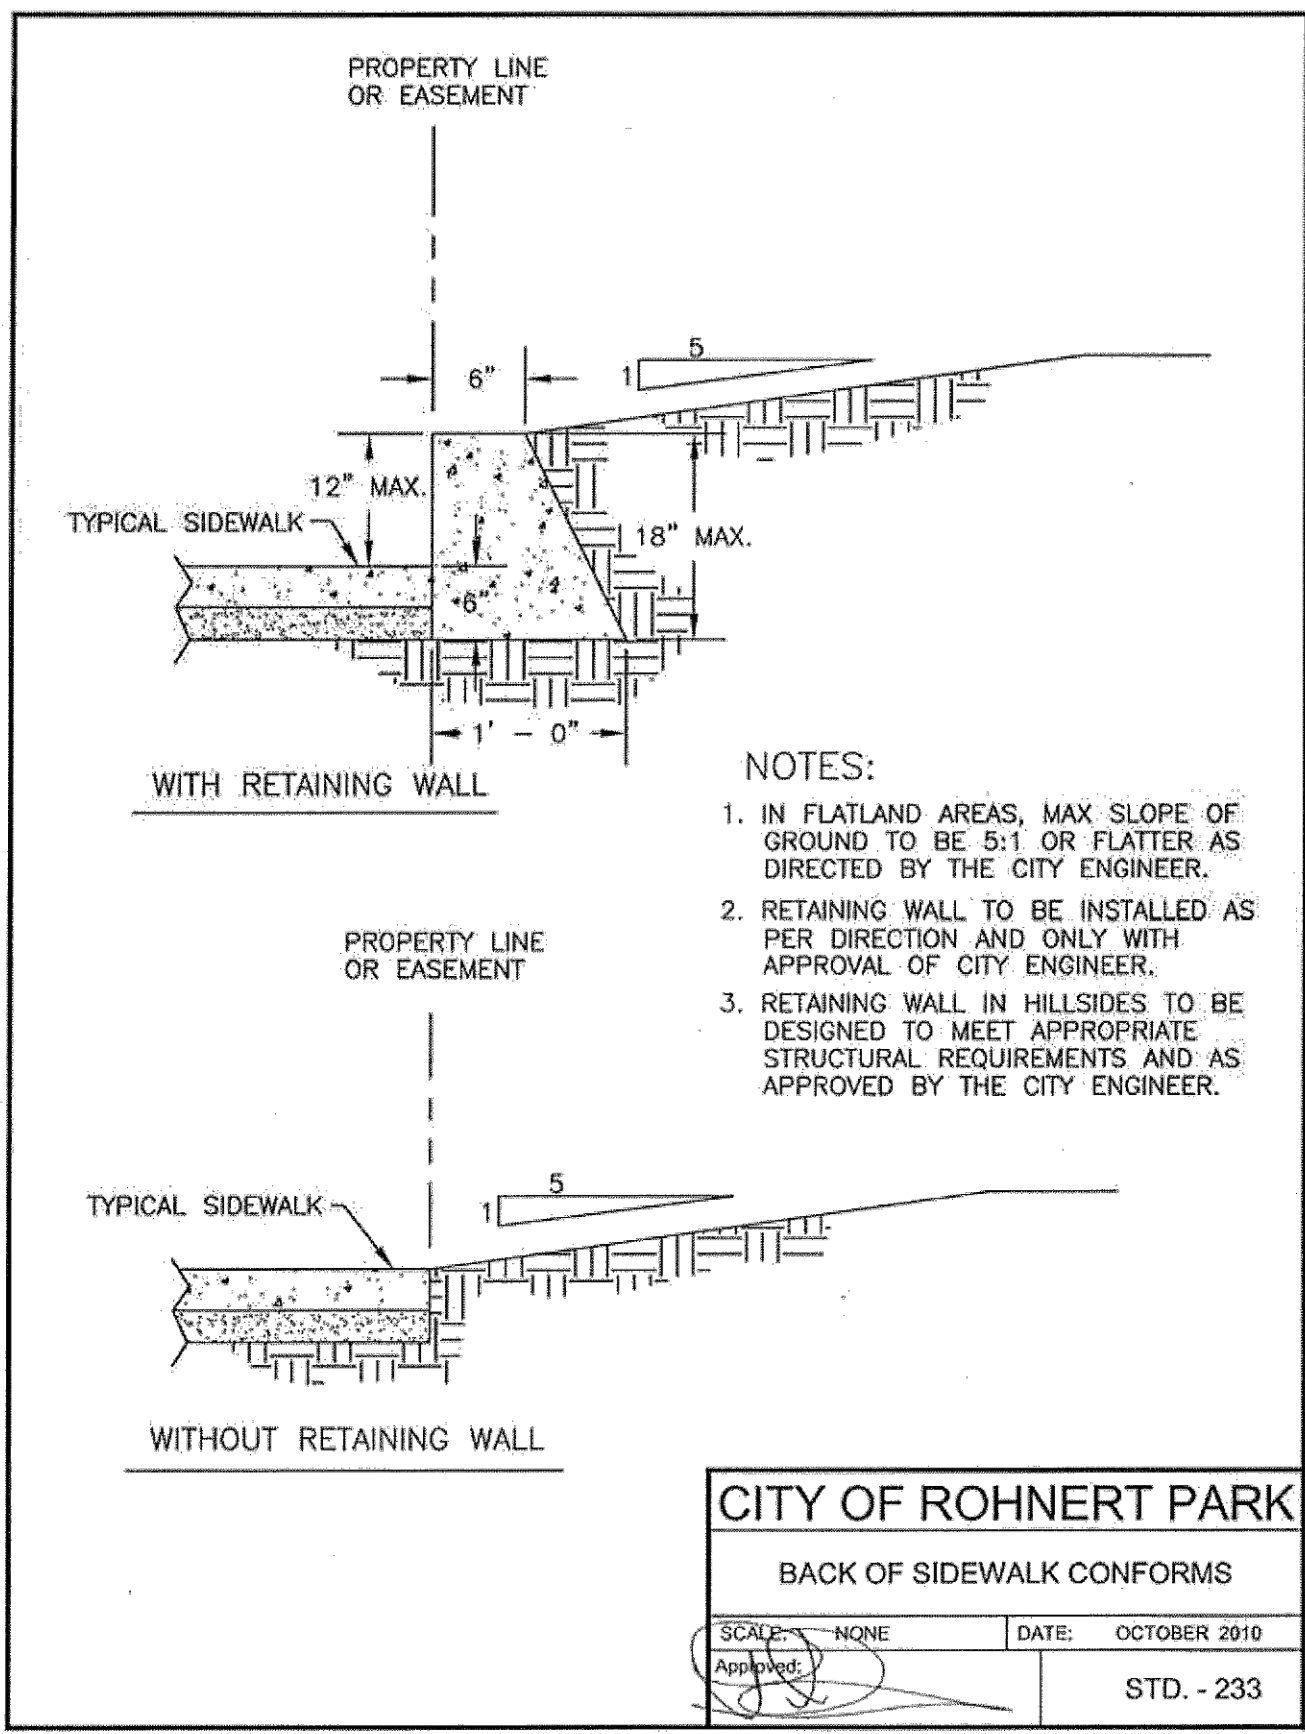 PROPERTY LINE
OR EASEMENT
5
1
6"
12" MAX.
TYPICAL SIDEWALK
18" MAX.
6"
1' - 0"
WITH RETAINING WALL
NOTES:
1. IN FLATLAND AREAS, MAX SLOPE OF
GROUND TO BE 5:1 OR FLATTER AS
DIRECTED BY THE CITY ENGINEER.
2. RETAINING WALL TO BE INSTALLED AS
PER DIRECTION AND ONLY WITH
APPROVAL OF CITY ENGINEER.
3. RETAINING WALL IN HILLSIDES TO BE
DESIGNED TO MEET APPROPRIATE
STRUCTURAL REQUIREMENTS AND AS
APPROVED BY THE CITY ENGINEER.
PROPERTY LINE
OR EASEMENT
5
1
TYPICAL SIDEWALK
WITHOUT RETAINING WALL
CITY OF ROHNERT PARK
BACK OF SIDEWALK CONFORMS
SCALE: NONE DATE: OCTOBER 2010
Approved:
STD. - 233